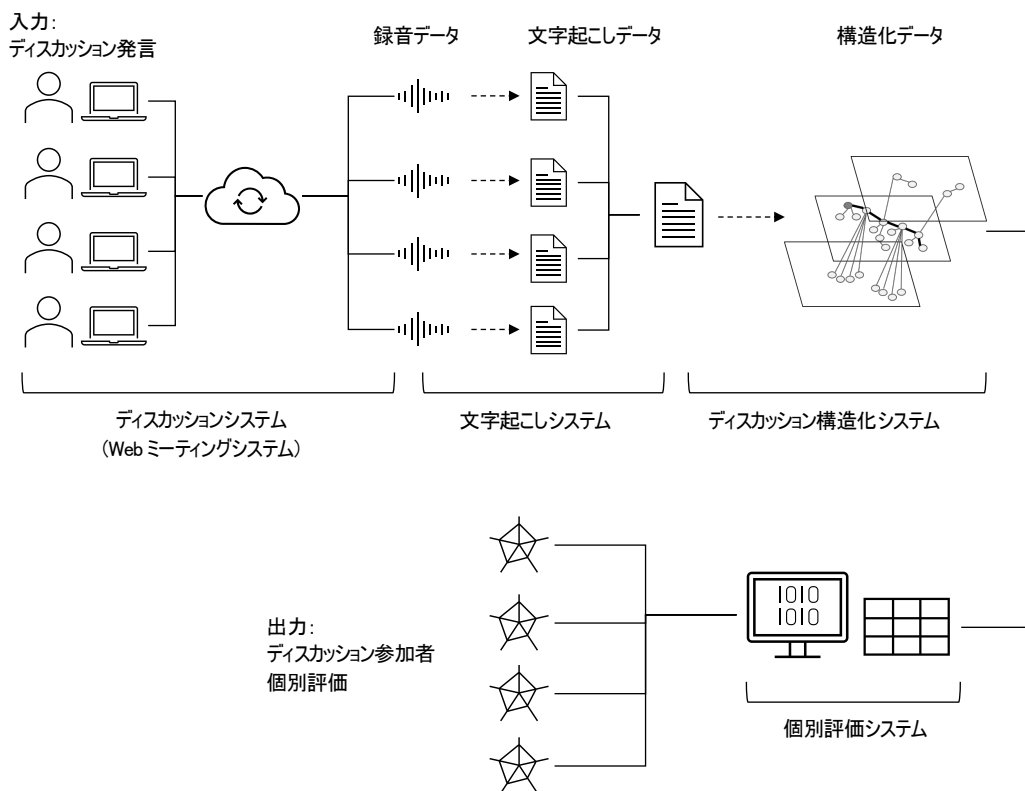 入力：
ディスカッション発言
録音データ
文字起こしデータ
構造化データ
ディスカッションシステム
（Web ミーティングシステム）
文字起こしシステム
ディスカッション構造化システム
1010
1010
出力：
ディスカッション参加者
個別評価
個別評価システム